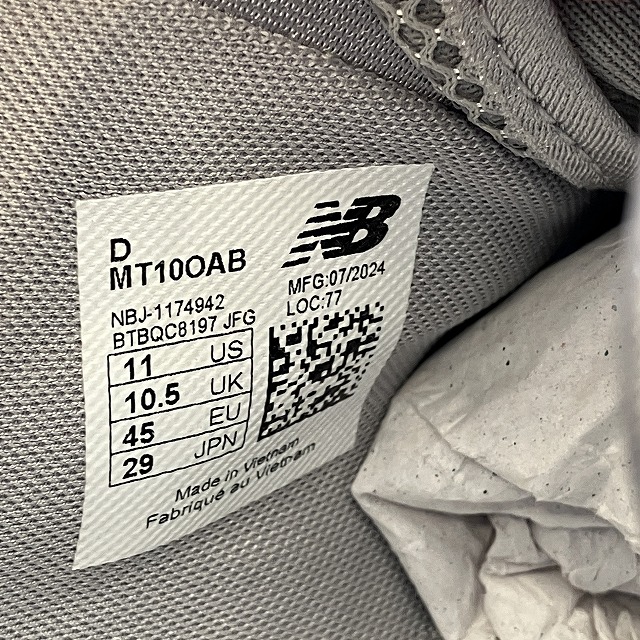 D
MT10OAB
NB
MFG:07/2024
LOC:77
NBJ-1174942
BTBQC8197 JFG
11 US
10.5 UK
45 EU
29 JPN
Made in Vietnam
Fabriqué au Vietnam